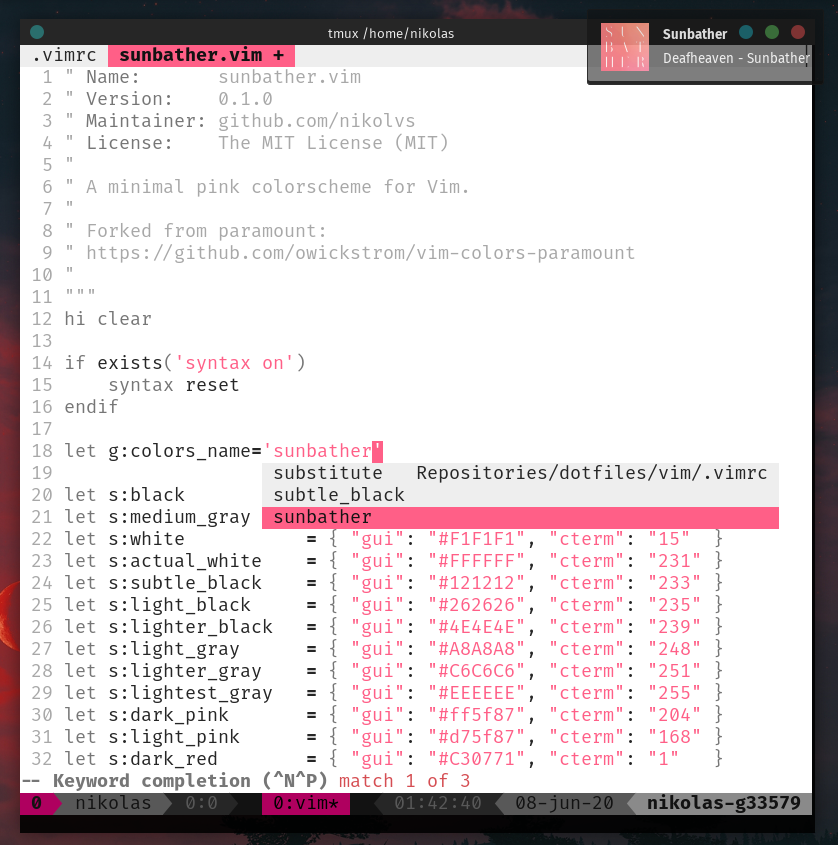 tmux /home/nikolas
SUN
BAT
HER
Sunbather
Deafheaven - Sunbather
.vimrc sunbather.vim +
1 " Name:       sunbather.vim
2 " Version:    0.1.0
3 " Maintainer: github.com/nikolvs
4 " License:    The MIT License (MIT)
5 "
6 " A minimal pink colorscheme for Vim.
7 "
8 " Forked from paramount:
9 " https://github.com/owickstrom/vim-colors-paramount
10 "
11 """
12 hi clear
13
14 if exists('syntax on')
15     syntax reset
16 endif
17
18 let g:colors_name='sunbather'
19 substitute   Repositories/dotfiles/vim/.vimrc
20 let s:black subtle_black
21 let s:medium_gray sunbather
22 let s:white           = { "gui": "#F1F1F1", "cterm": "15"  }
23 let s:actual_white    = { "gui": "#FFFFFF", "cterm": "231" }
24 let s:subtle_black    = { "gui": "#121212", "cterm": "233" }
25 let s:light_black     = { "gui": "#262626", "cterm": "235" }
26 let s:lighter_black   = { "gui": "#4E4E4E", "cterm": "239" }
27 let s:light_gray      = { "gui": "#A8A8A8", "cterm": "248" }
28 let s:lighter_gray    = { "gui": "#C6C6C6", "cterm": "251" }
29 let s:lightest_gray   = { "gui": "#EEEEEE", "cterm": "255" }
30 let s:dark_pink       = { "gui": "#ff5f87", "cterm": "204" }
31 let s:light_pink      = { "gui": "#d75f87", "cterm": "168" }
32 let s:dark_red        = { "gui": "#C30771", "cterm": "1"   }
-- Keyword completion (^N^P) match 1 of 3
0 nikolas 0:0 0:vim* 01:42:40 08-jun-20 nikolas-g33579